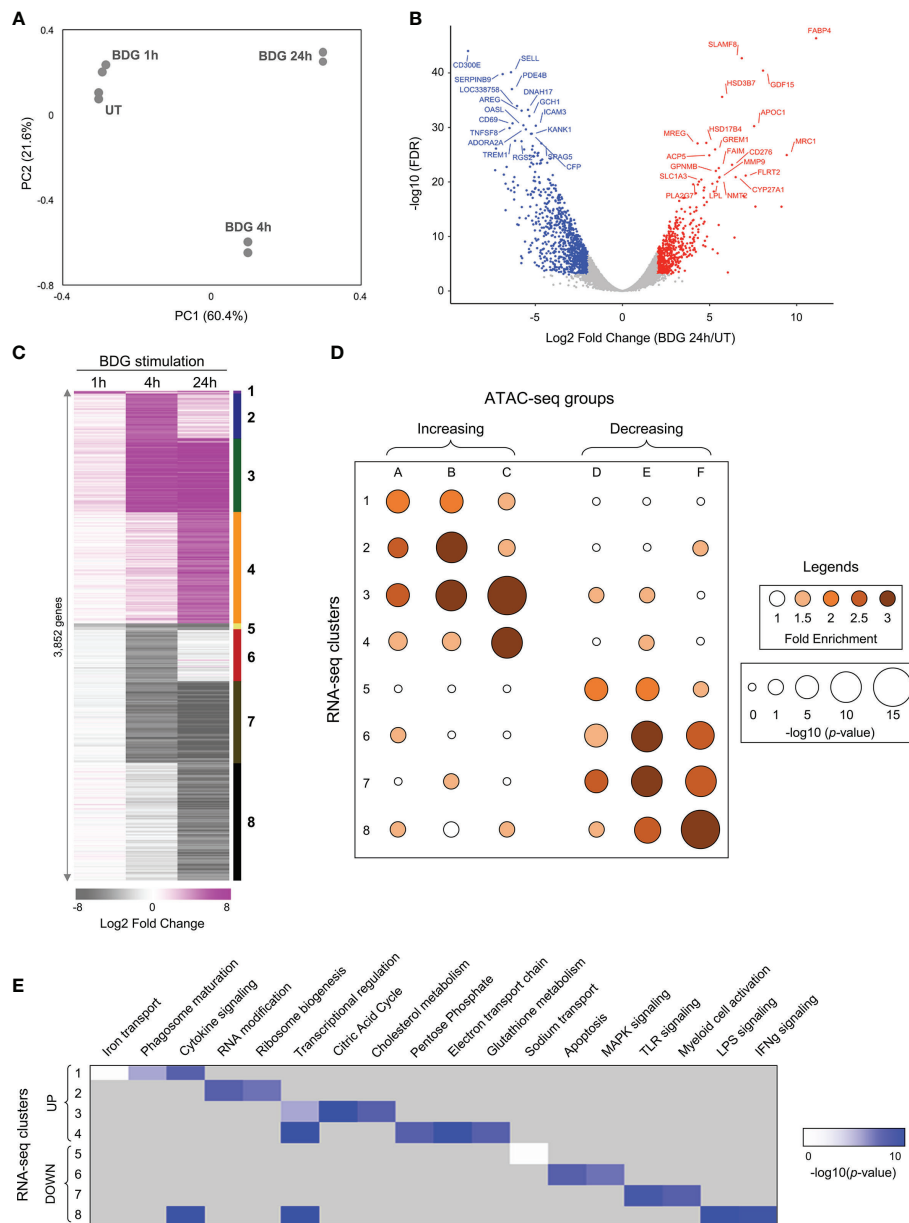 A
0.4
0
-0.4
-0.8
-0.4
0
0.4
PC2 (21.6%)
PC1 (60.4%)
BDG 1h
UT
BDG 24h
BDG 4h
B
40
30
20
10
0
-5
0
5
10
-log10 (FDR)
Log2 Fold Change (BDG 24h/UT)
CD300E
SELL
SERPINB9
PDE4B
LOC338758
DNAH17
AREG
GCH1
OASL
ICAM3
CD69
TNFSF8
KANK1
ADORA2A
TREM1
RGS2
SPAG5
CFP
FABP4
SLAMF8
GDF15
HSD3B7
APOC1
HSD17B4
MREG
GREM1
MRC1
ACP5
FAIM
CD276
GPNMB
MMP9
SLC1A3
FLRT2
PLA2G7
LPL
NMT2
CYP27A1
C
BDG stimulation
1h
4h
24h
3,852 genes
1
2
3
4
5
6
7
8
-8
0
8
Log2 Fold Change
D
ATAC-seq groups
Increasing
Decreasing
A
B
C
D
E
F
RNA-seq clusters
1
2
3
4
5
6
7
8
Legends
1
1.5
2
2.5
3
Fold Enrichment
0
1
5
10
15
-log10 (p-value)
E
Iron transport
Phagosome maturation
Cytokine signaling
RNA modification
Ribosome biogenesis
Transcriptional regulation
Citric Acid Cycle
Cholesterol metabolism
Pentose Phosphate
Electron transport chain
Glutathione metabolism
Sodium transport
Apoptosis
MAPK signaling
TLR signaling
Myeloid cell activation
LPS signaling
IFNg signaling
RNA-seq clusters
UP
DOWN
1
2
3
4
5
6
7
8
0
10
-log10(p-value)